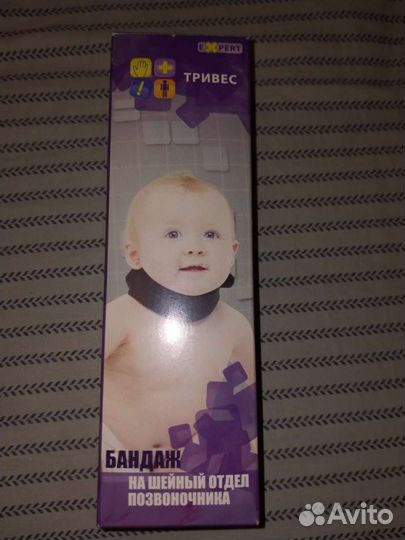 EXPERT
ТРИВЕС
БАНДАЖ
НА ШЕЙНЫЙ ОТДЕЛ
ПОЗВОНОЧНИКА
Avito